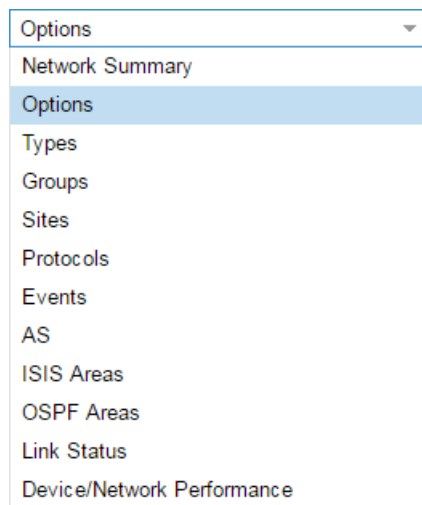 Options
Network Summary
Options
Types
Groups
Sites
Protocols
Events
AS
ISIS Areas
OSPF Areas
Link Status
Device/Network Performance